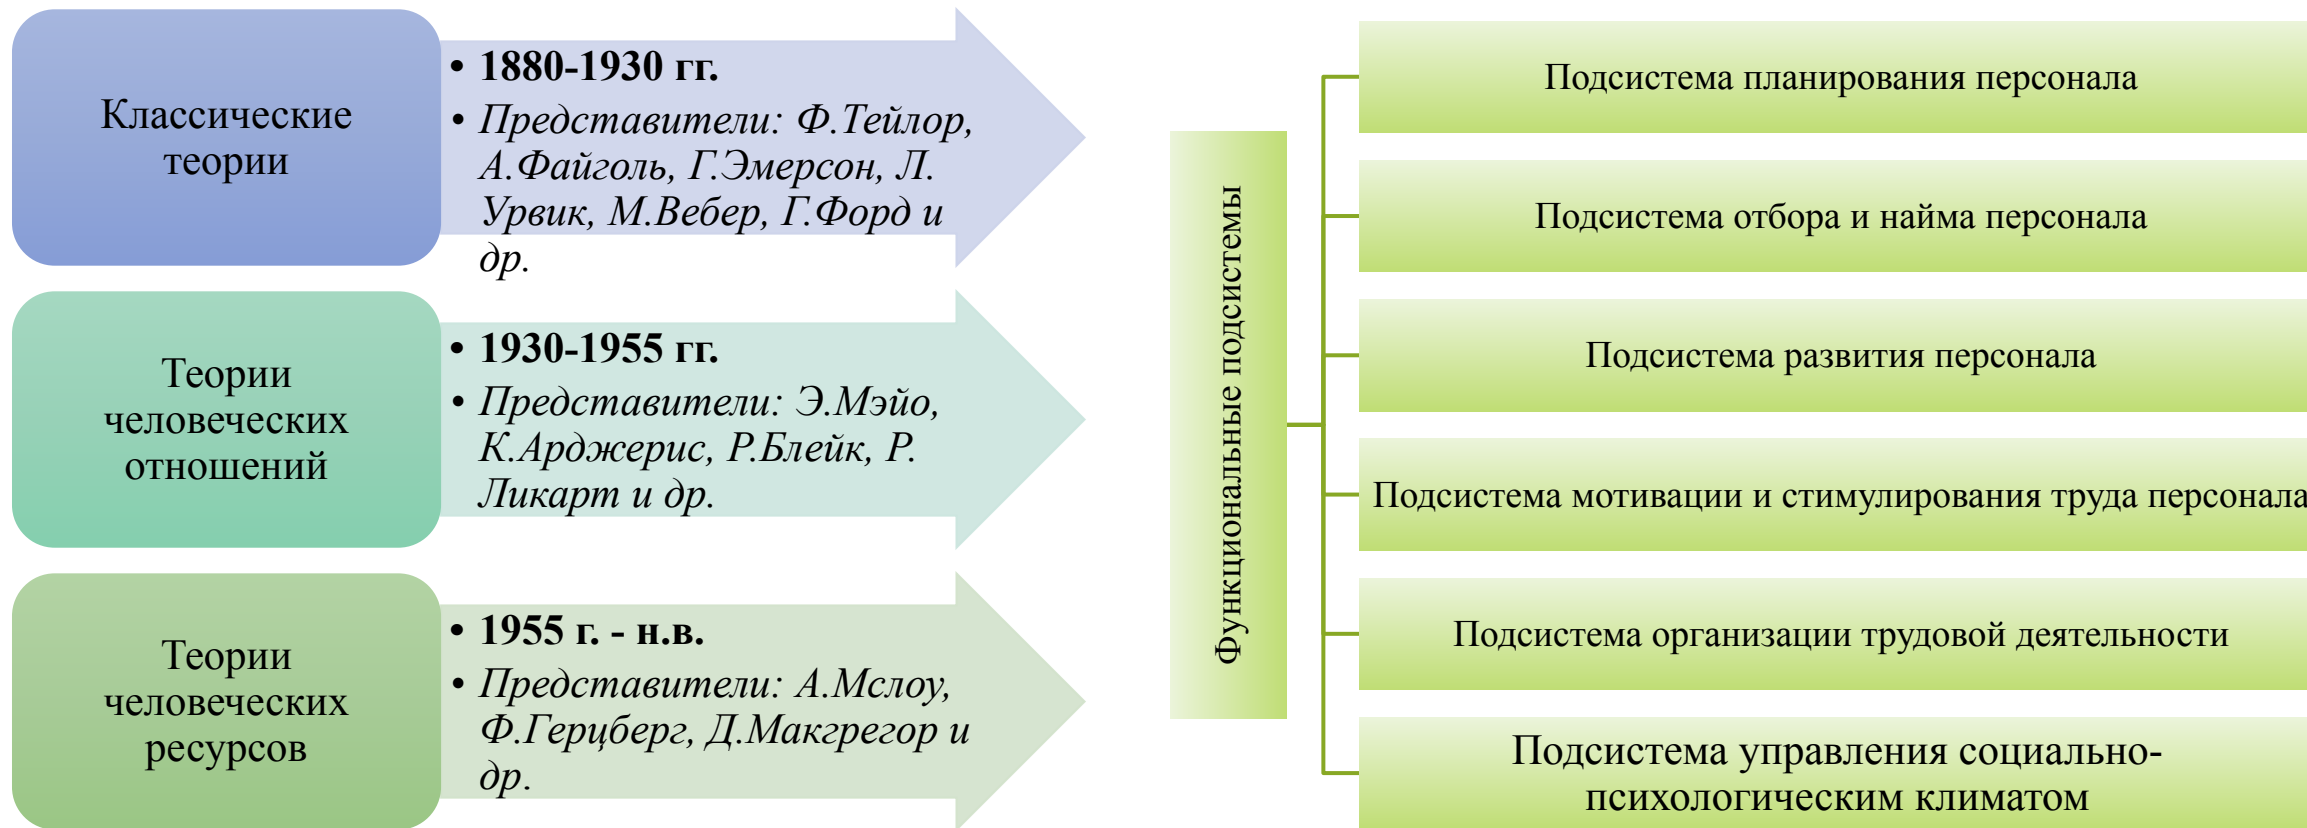 Классические
теории
• 1880-1930 гг.
• Представители: Ф.Тейлор,
А.Файголь, Г.Эмерсон, Л.
Урвик, М.Вебер, Г.Форд и
др.
Теории
человеческих
отношений
• 1930-1955 гг.
• Представители: Э.Мэйо,
К.Арджерис, Р.Блейк, Р.
Ликарт и др.
Теории
человеческих
ресурсов
• 1955 г. - н.в.
• Представители: А.Мслоу,
Ф.Герцберг, Д.Макгрегор и
др.
Функциональные подсистемы
Подсистема планирования персонала
Подсистема отбора и найма персонала
Подсистема развития персонала
Подсистема мотивации и стимулирования труда персонала
Подсистема организации трудовой деятельности
Подсистема управления социально-
психологическим климатом